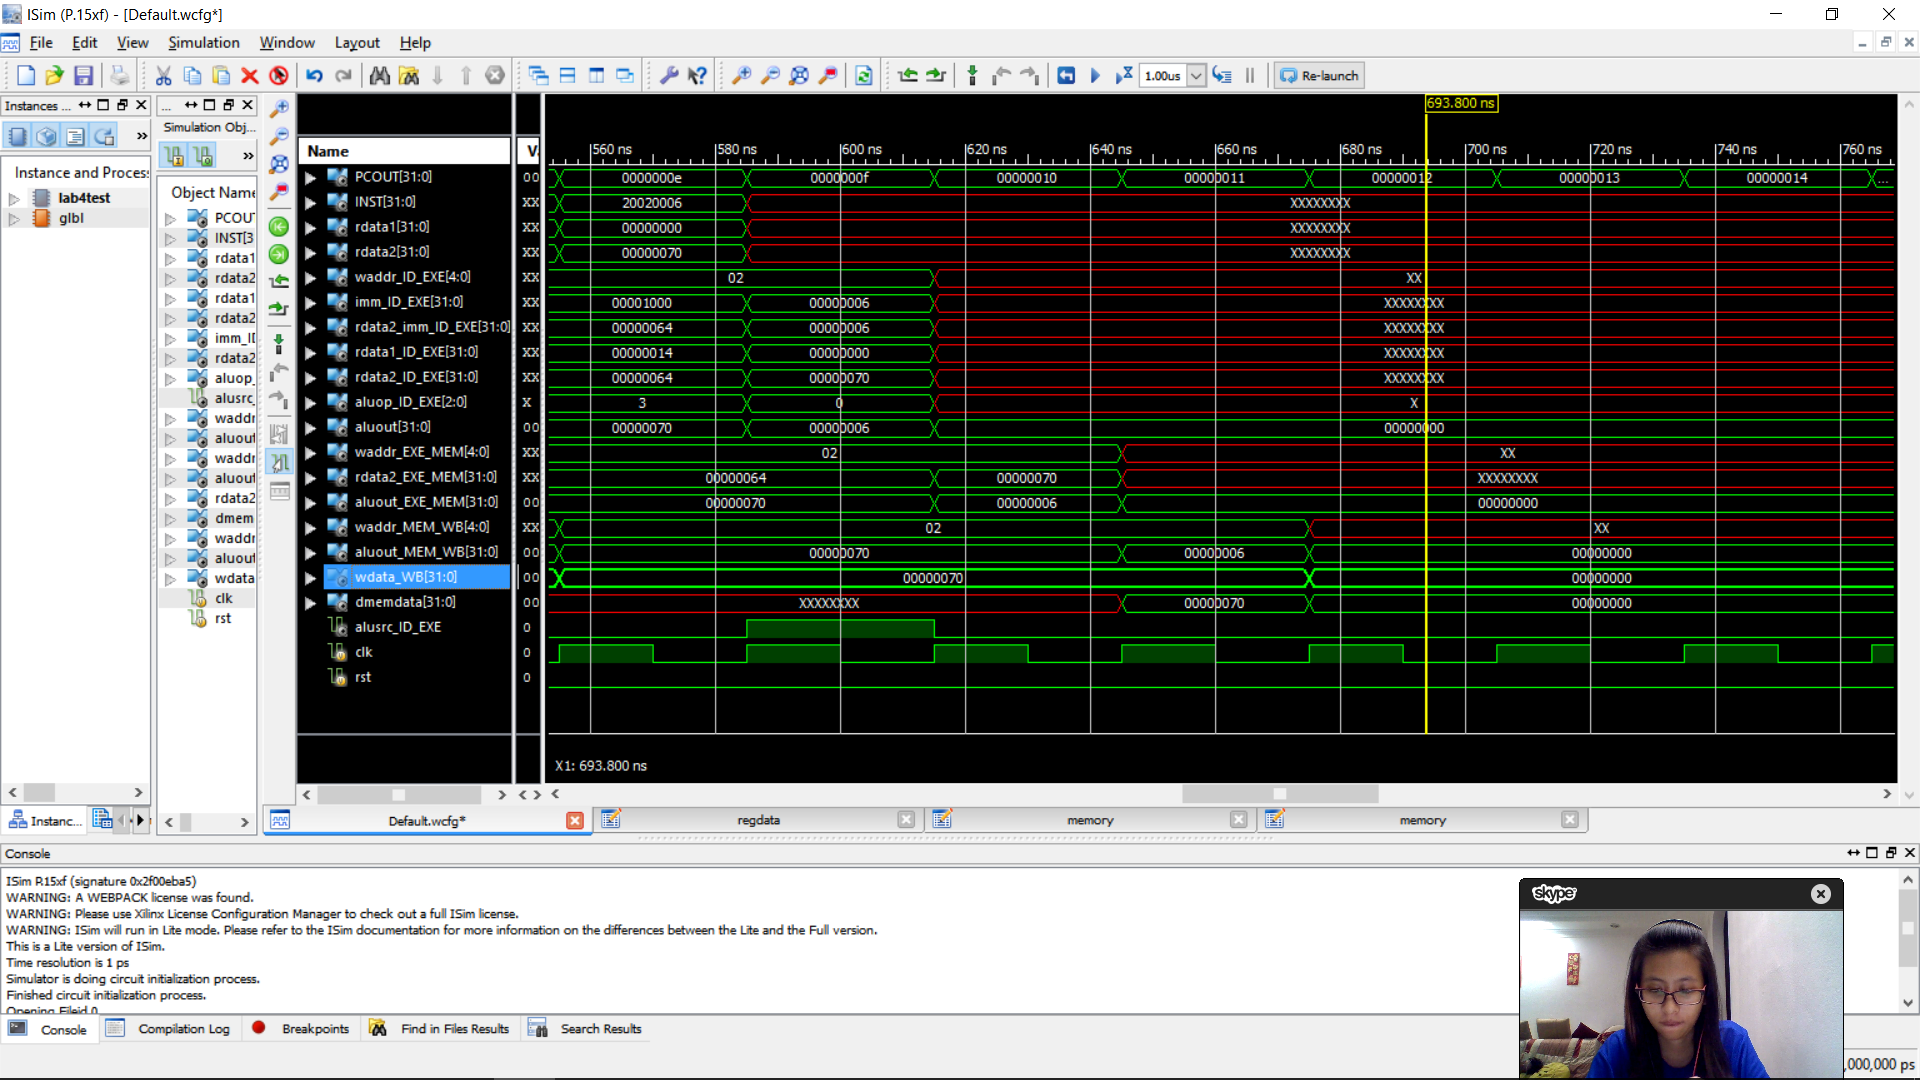 ISim (P.15xf) - [Default.wcfg*]
File Edit View Simulation Window Layout Help
1.00us Re-launch
Instances ...
Simulation Obj...
Instance and Process
lab4test
glbl
Object Name
PCOUT
INST[3
rdata1
rdata2
rdata1
rdata2
imm_I
rdata2
aluop_
alusrc_
waddr
aluout
waddr
aluout
rdata2
dmem
waddr
aluout
wdata
clk
rst
693.800 ns
Name V.
560 ns 580 ns 600 ns 620 ns 640 ns 660 ns 680 ns 700 ns 720 ns 740 ns 760 ns
PCOUT[31:0] 00 0000000e 0000000f 00000010 00000011 00000012 00000013 00000014 ...
INST[31:0] XX 20020006 XXXXXXXX
rdata1[31:0] XX 00000000 XXXXXXXX
rdata2[31:0] XX 00000070 XXXXXXXX
waddr_ID_EXE[4:0] XX 02 XX
imm_ID_EXE[31:0] XX 00001000 00000006 XXXXXXXX
rdata2_imm_ID_EXE[31:0] XX 00000064 00000006 XXXXXXXX
rdata1_ID_EXE[31:0] XX 00000014 00000000 XXXXXXXX
rdata2_ID_EXE[31:0] XX 00000064 00000070 XXXXXXXX
aluop_ID_EXE[2:0] X 3 0 X
aluout[31:0] 00 00000070 00000006 00000000
waddr_EXE_MEM[4:0] XX 02 XX
rdata2_EXE_MEM[31:0] XX 00000064 00000070 XXXXXXXX
aluout_EXE_MEM[31:0] 00 00000070 00000006 00000000
waddr_MEM_WB[4:0] XX 02 XX
aluout_MEM_WB[31:0] 00 00000070 00000006 00000000
wdata_WB[31:0] 00 00000070 00000000
dmemdata[31:0] 00 XXXXXXXX 00000070 00000000
alusrc_ID_EXE 0
clk 0
rst 0
X1: 693.800 ns
Instanc...
Default.wcfg* regdata memory memory
Console
ISim P.15xf (signature 0x2f00eba5)
WARNING: A WEBPACK license was found.
WARNING: Please use Xilinx License Configuration Manager to check out a full ISim license.
WARNING: ISim will run in Lite mode. Please refer to the ISim documentation for more information on the differences between the Lite and the Full version.
This is a Lite version of ISim.
Time resolution is 1 ps
Simulator is doing circuit initialization process.
Finished circuit initialization process.
Opening Fileid 0
Console Compilation Log Breakpoints Find in Files Results Search Results
skype
,000,000 ps